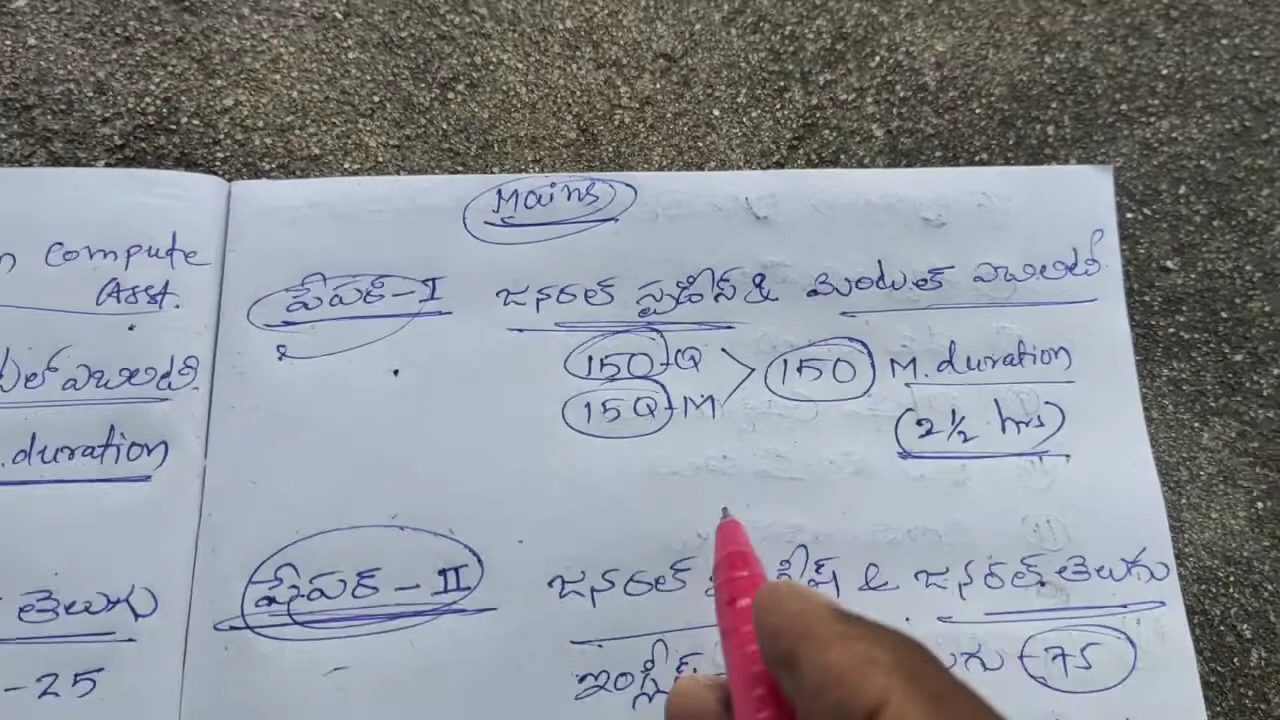 n compute
Asst.
ఎబిలిటి
. duration
తెలుగు
-25
Mains
పేపర్-I జనరల్ స్టడీస్ & మెంటల్ ఎబిలిటి
150-Q
150-M
150 M. duration
(2½ hrs)
పేపర్-II జనరల్ & జనరల్ తెలుగు
ఇంగ్లీష్ 75